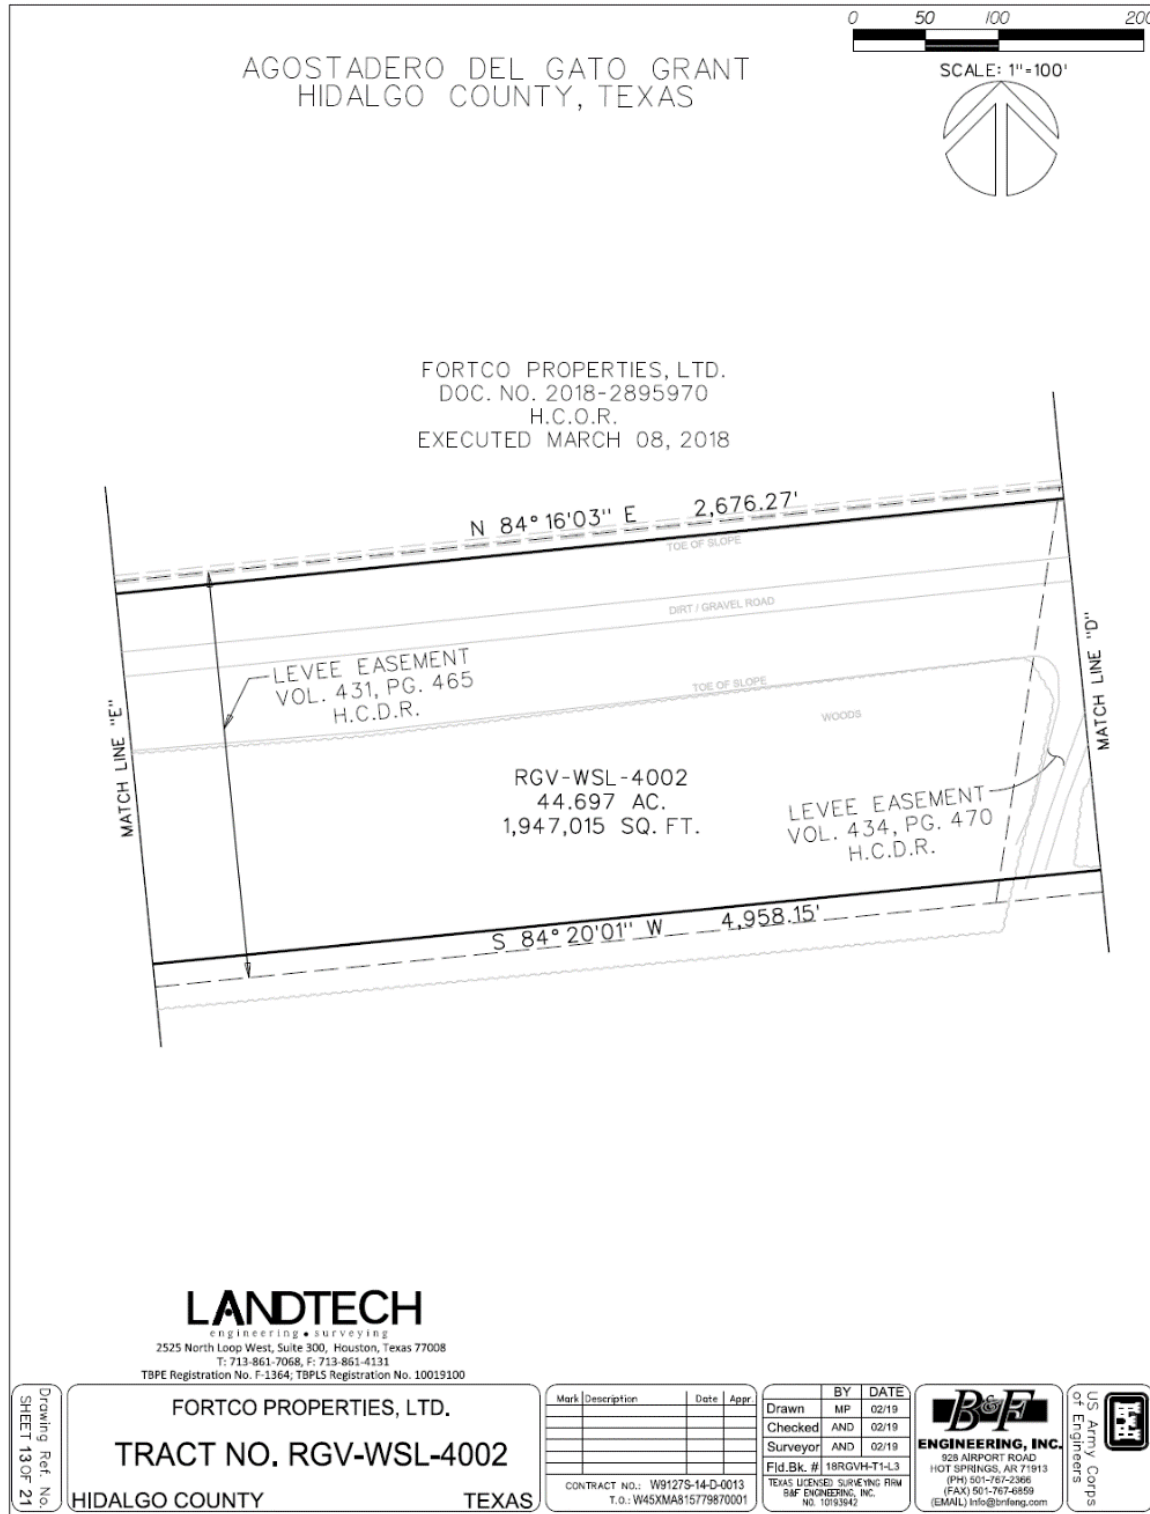 0 50 100 200
SCALE: 1"=100'
AGOSTADERO DEL GATO GRANT
HIDALGO COUNTY, TEXAS
FORTCO PROPERTIES, LTD.
DOC. NO. 2018-2895970
H.C.O.R.
EXECUTED MARCH 08, 2018
N 84° 16'03" E 2,676.27'
TOE OF SLOPE
DIRT / GRAVEL ROAD
LEVEE EASEMENT
VOL. 431, PG. 465
H.C.D.R.
TOE OF SLOPE
WOODS
MATCH LINE "E"
MATCH LINE "D"
RGV-WSL-4002
44.697 AC.
1,947,015 SQ. FT.
LEVEE EASEMENT
VOL. 434, PG. 470
H.C.D.R.
S 84° 20'01" W 4,958.15'
LANDTECH
engineering • surveying
2525 North Loop West, Suite 300, Houston, Texas 77008
T: 713-861-7068, F: 713-861-4131
TBPE Registration No. F-1364; TBPLS Registration No. 10019100
Drawing Ref. No.
SHEET 13 OF 21
FORTCO PROPERTIES, LTD.
TRACT NO. RGV-WSL-4002
HIDALGO COUNTY TEXAS
Mark Description Date Appr.
CONTRACT NO.: W9127S-14-D-0013
T.O.: W45XMA815779870001
BY DATE
Drawn MP 02/19
Checked AND 02/19
Surveyor AND 02/19
Fld.Bk. # 18RGVH-T1-L3
TEXAS LICENSED SURVEYING FIRM
B&F ENGINEERING, INC.
NO. 10193942
B&F
ENGINEERING, INC.
928 AIRPORT ROAD
HOT SPRINGS, AR 71913
(PH) 501-767-2366
(FAX) 501-767-6859
(EMAIL) Info@bnfeng.com
US Army Corps
of Engineers